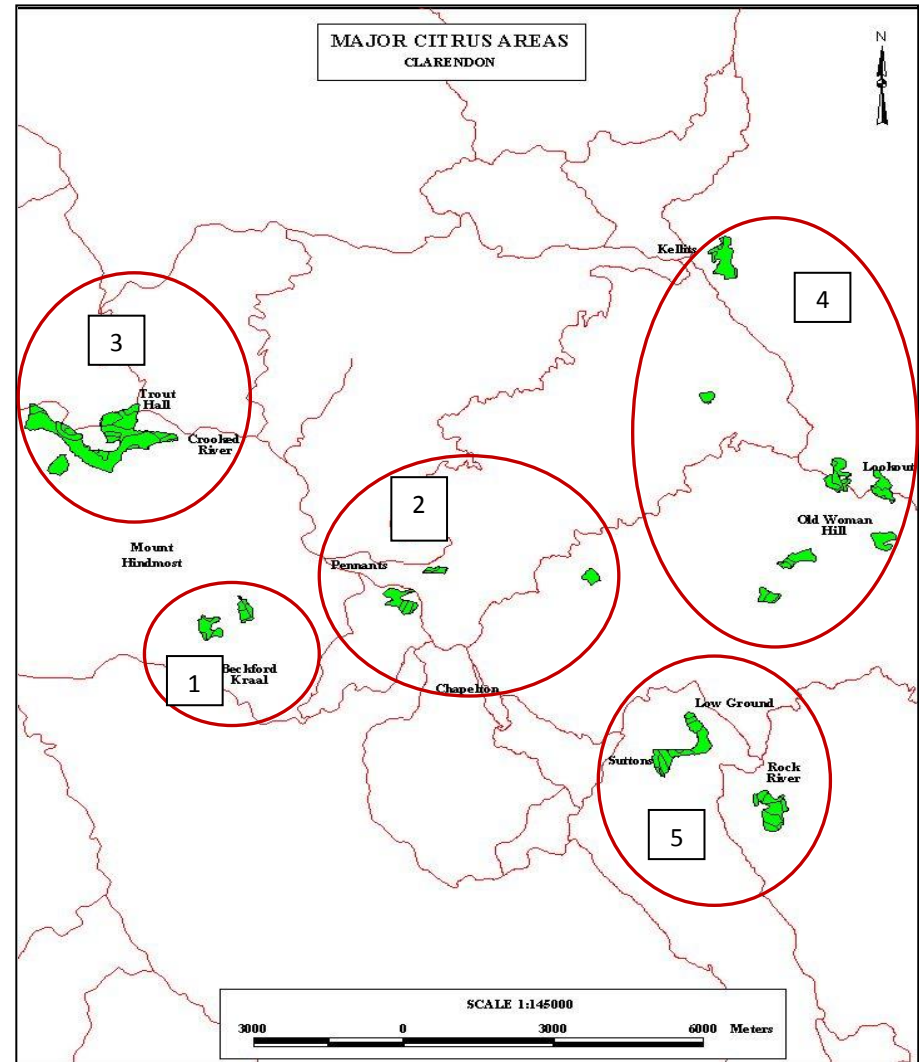 MAJOR CITRUS AREAS
CLARENDON
N
Kellits
4
3
Trout
Hall
Crooked
River
2
Lookout
Old Woman
Hill
Mount
Hindmost
Pennants
1
Beckford
Kraal
Chapelton
Low Ground
Suttons
Rock
River
5
SCALE 1:145000
3000 0 3000 6000 Meters